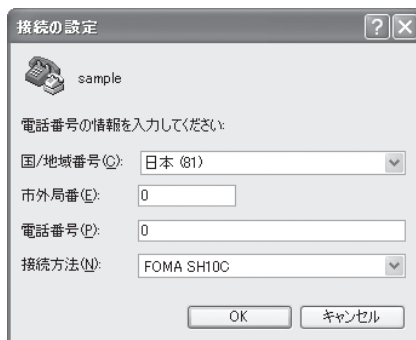 接続の設定
sample
電話番号の情報を入力してください:
国/地域番号(C): 日本 (81)
市外局番(E): 0
電話番号(P): 0
接続方法(N): FOMA SH10C
OK キャンセル